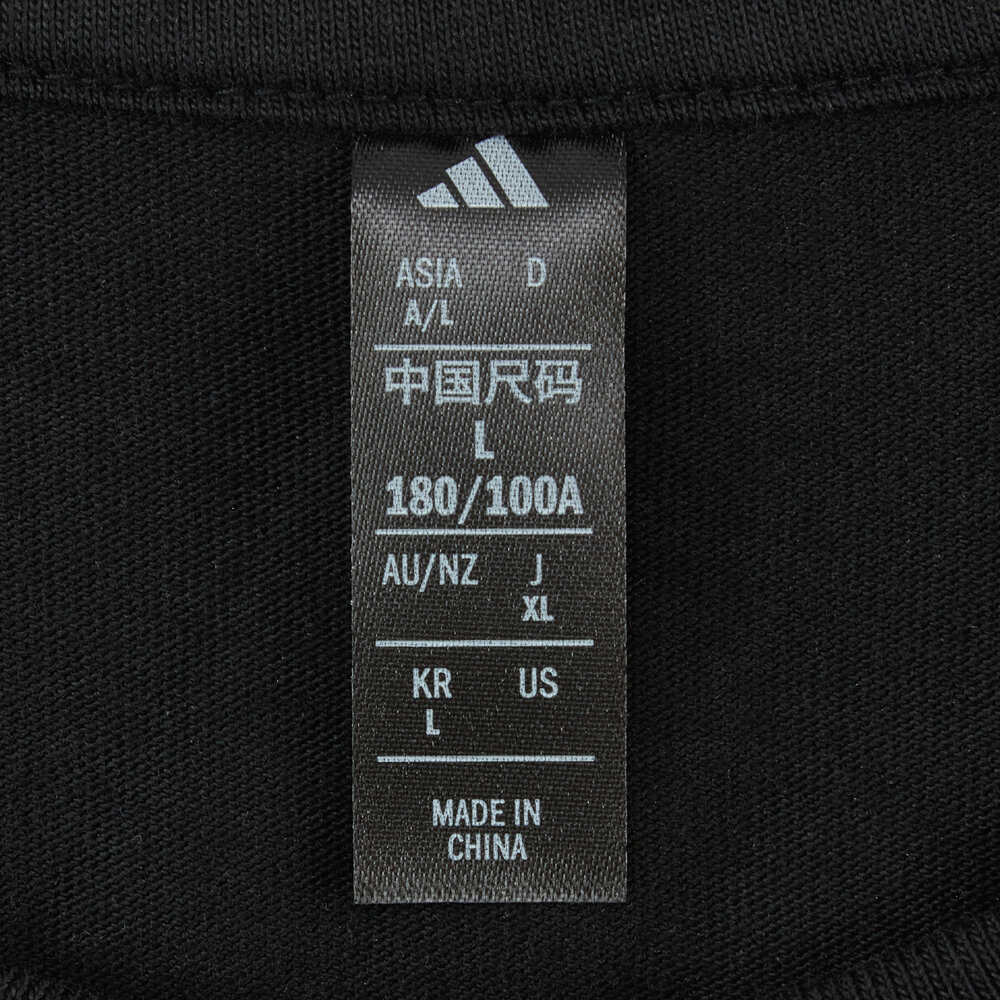 ASIA D
A/L
中国尺码
L
180/100A
AU/NZ J
XL
KR US
L
MADE IN
CHINA